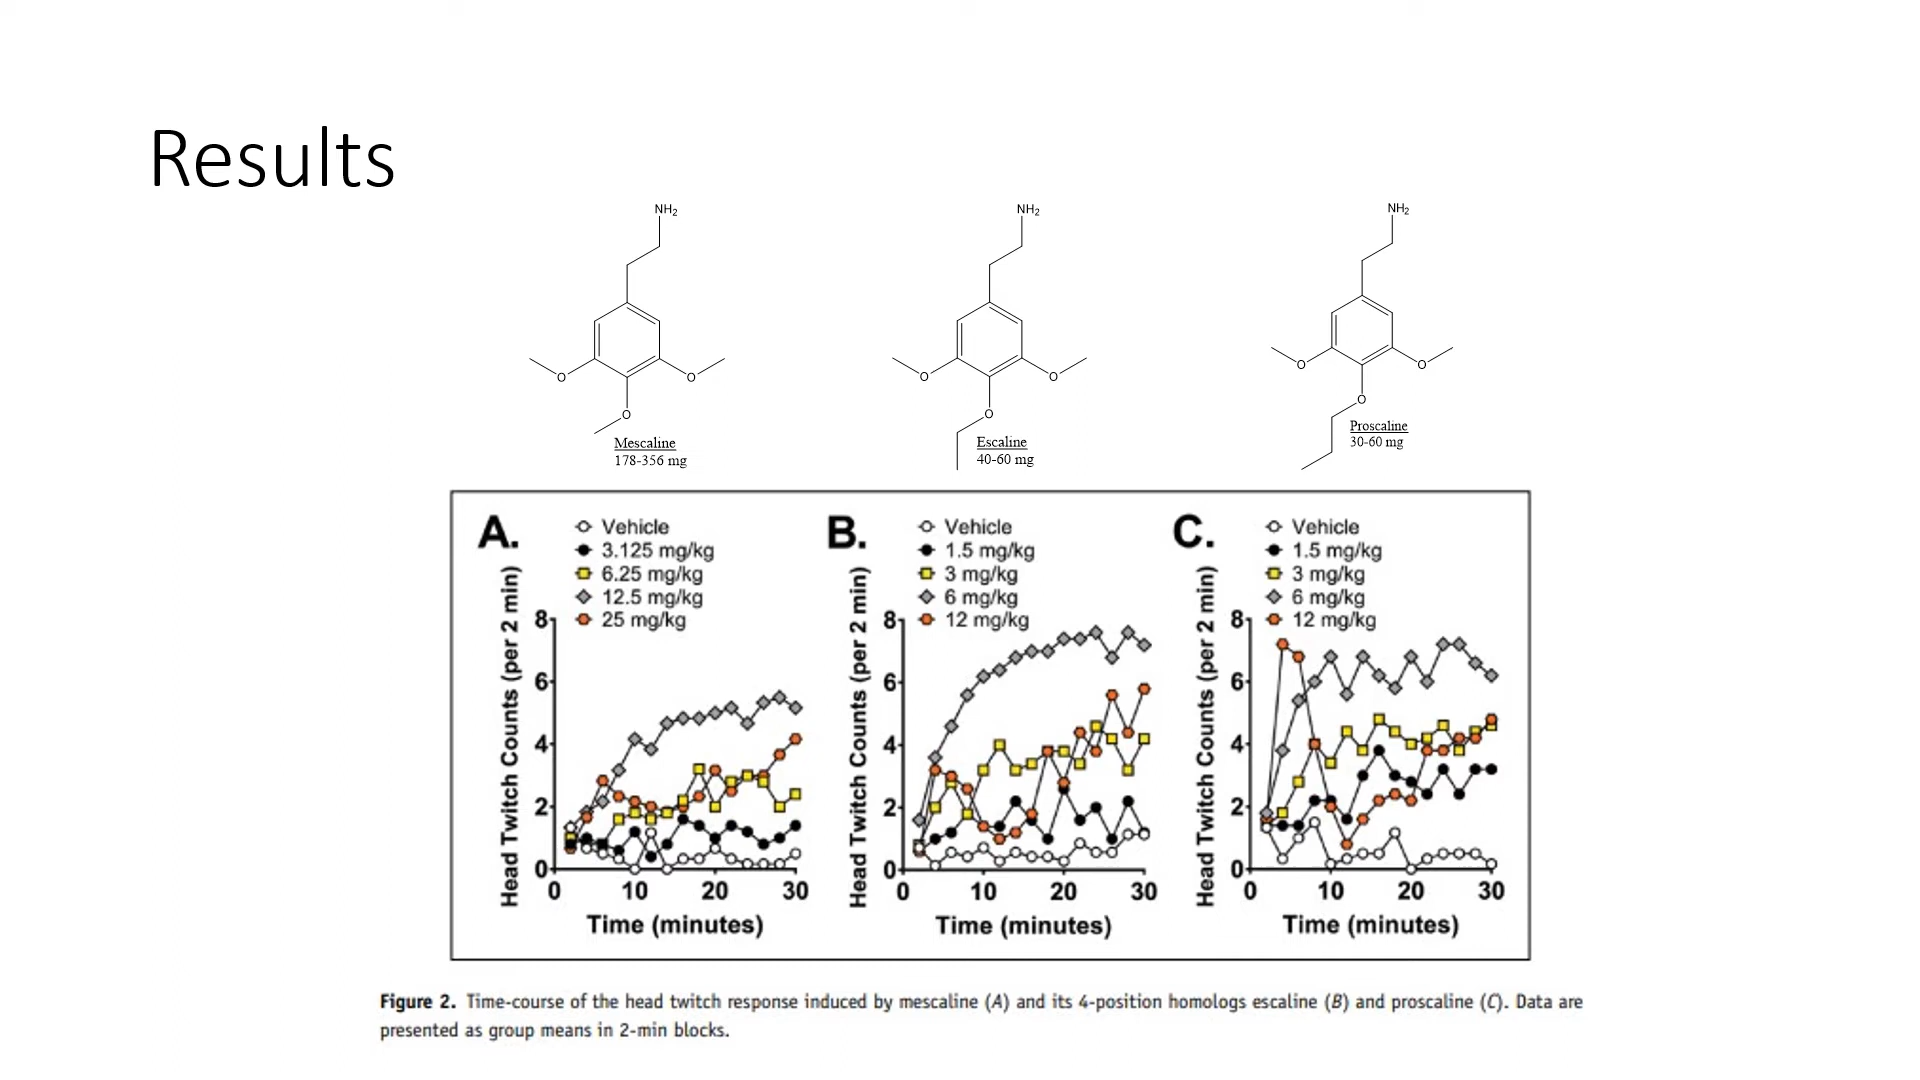 Results
NH₂
O
O
O
Mescaline
178-356 mg
NH₂
O
O
O
Escaline
40-60 mg
NH₂
O
O
O
Proscaline
30-60 mg
A.
Vehicle
3.125 mg/kg
6.25 mg/kg
12.5 mg/kg
25 mg/kg
Head Twitch Counts (per 2 min)
8
6
4
2
0
0 10 20 30
Time (minutes)
B.
Vehicle
1.5 mg/kg
3 mg/kg
6 mg/kg
12 mg/kg
Head Twitch Counts (per 2 min)
8
6
4
2
0
0 10 20 30
Time (minutes)
C.
Vehicle
1.5 mg/kg
3 mg/kg
6 mg/kg
12 mg/kg
Head Twitch Counts (per 2 min)
8
6
4
2
0
0 10 20 30
Time (minutes)
Figure 2. Time-course of the head twitch response induced by mescaline (A) and its 4-position homologs escaline (B) and proscaline (C). Data are
presented as group means in 2-min blocks.